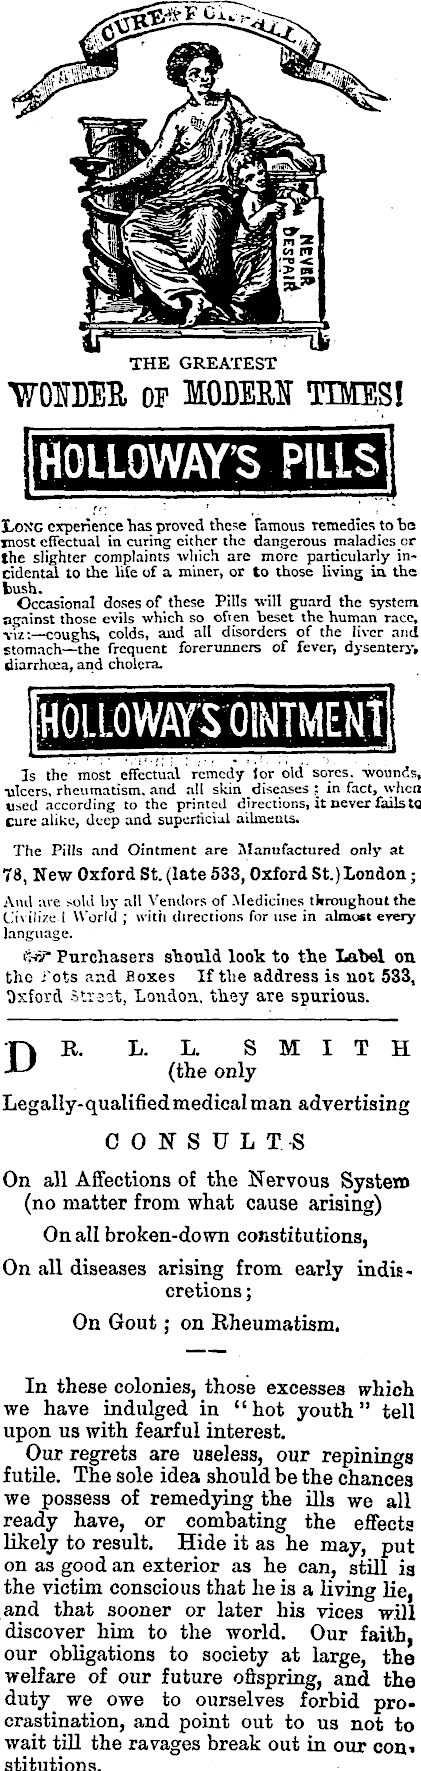 CURE FOR ALL
NEVER
DESPAIR
THE GREATEST
WONDER OF MODERN TIMES!
HOLLOWAY'S PILLS
LONG experience has proved these famous remedies to be
most effectual in curing either the dangerous maladies or
the slighter complaints which are more particularly in-
cidental to the life of a miner, or to those living in the
bush.
Occasional doses of these Pills will guard the system
against those evils which so often beset the human race,
viz:—coughs, colds, and all disorders of the liver and
stomach—the frequent forerunners of fever, dysentery,
diarrhœa, and cholera.
HOLLOWAY'S OINTMENT
Is the most effectual remedy for old sores, wounds,
ulcers, rheumatism, and all skin diseases; in fact, when
used according to the printed directions, it never fails to
cure alike, deep and superficial ailments.
The Pills and Ointment are Manufactured only at
78, New Oxford St. (late 533, Oxford St.) London;
And are sold by all Vendors of Medicines throughout the
Civilized World; with directions for use in almost every
language.
☞ Purchasers should look to the Label on
the Pots and Boxes If the address is not 533,
Oxford Street, London, they are spurious.
DR. L. L. SMITH
(the only
Legally-qualified medical man advertising
CONSULTS
On all Affections of the Nervous System
(no matter from what cause arising)
On all broken-down constitutions,
On all diseases arising from early indis-
cretions;
On Gout; on Rheumatism.
In these colonies, those excesses which
we have indulged in "hot youth" tell
upon us with fearful interest.
Our regrets are useless, our repinings
futile. The sole idea should be the chances
we possess of remedying the ills we all
ready have, or combating the effects
likely to result. Hide it as he may, put
on as good an exterior as he can, still is
the victim conscious that he is a living lie,
and that sooner or later his vices will
discover him to the world. Our faith,
our obligations to society at large, the
welfare of our future offspring, and the
duty we owe to ourselves forbid pro-
crastination, and point out to us not to
wait till the ravages break out in our con-
stitutions.